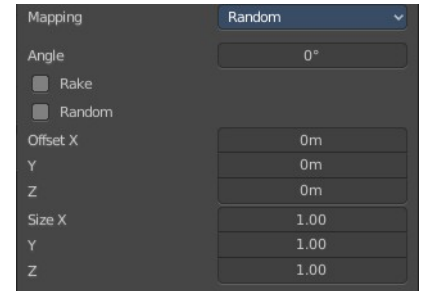 Mapping Random
Angle 0°
Rake
Random
Offset X 0m
Y 0m
Z 0m
Size X 1.00
Y 1.00
Z 1.00